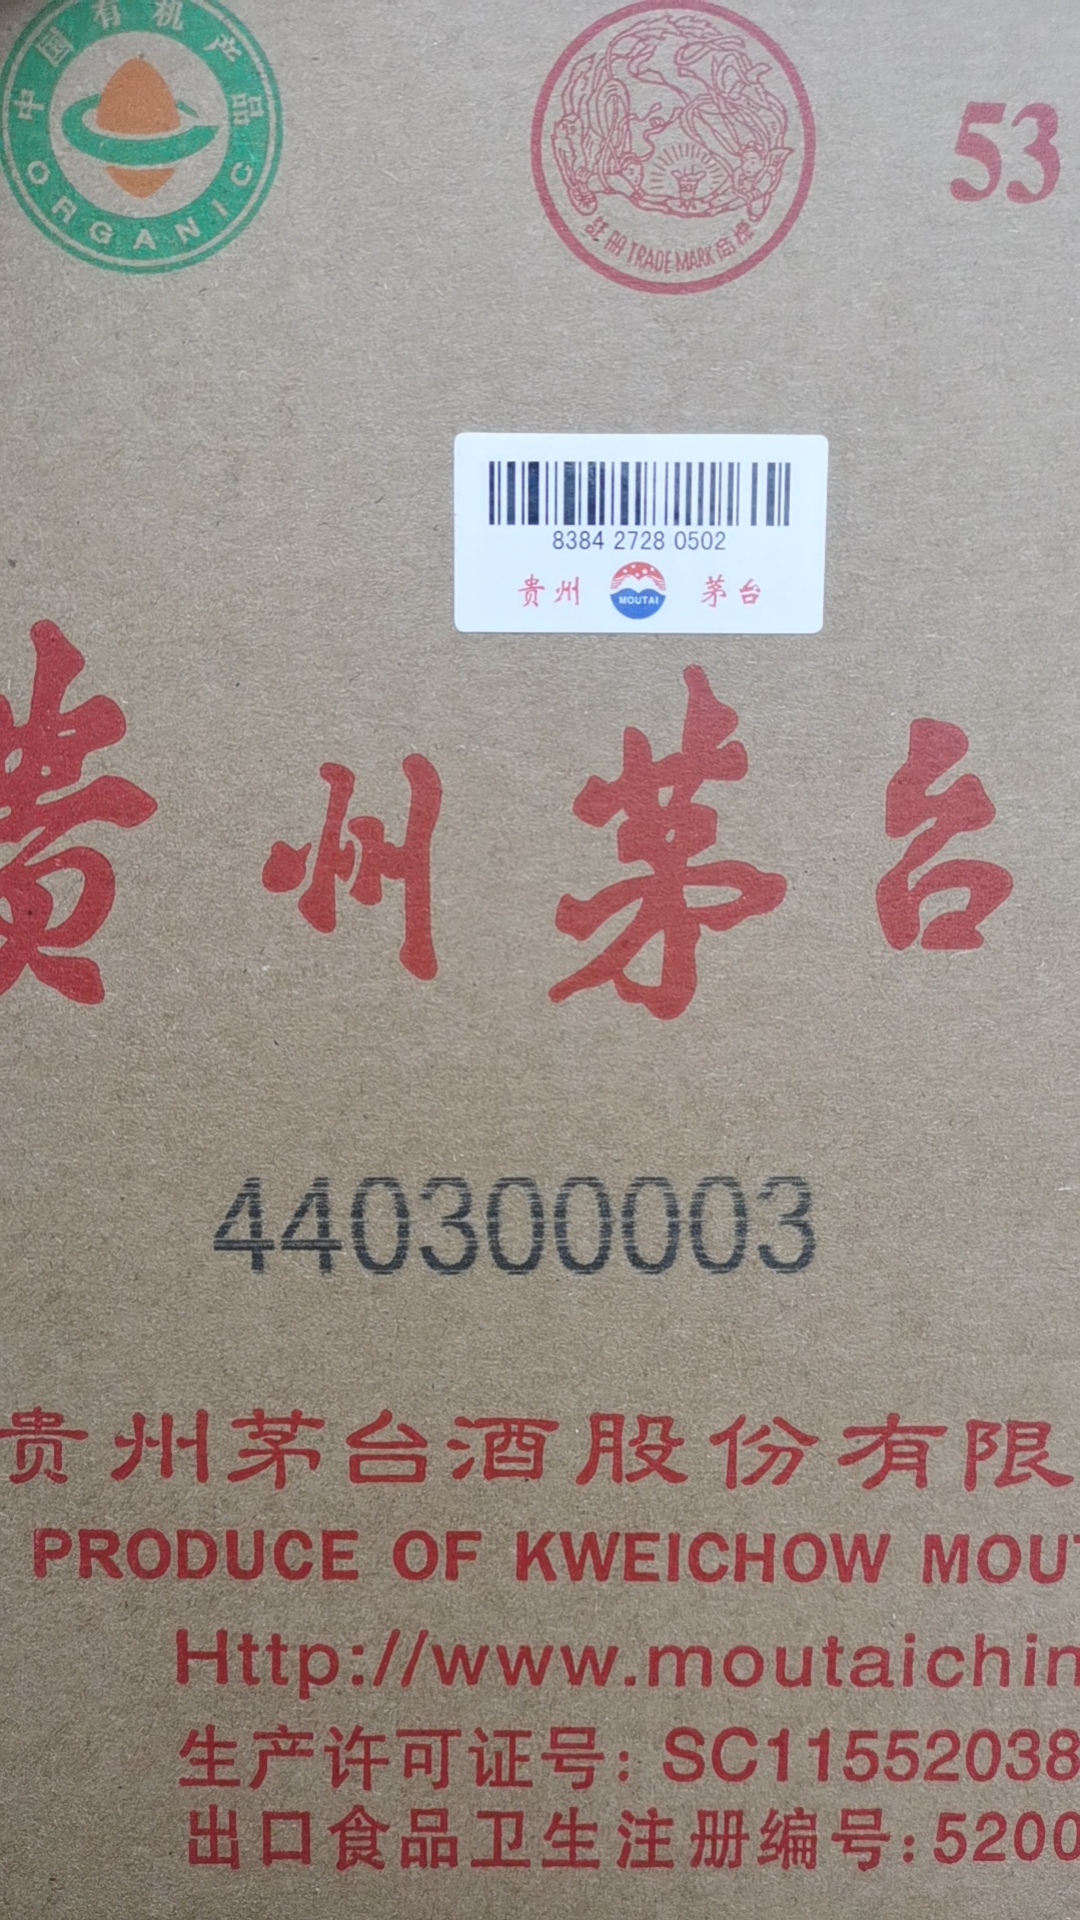 中国有机产品
ORGANIC
註册 TRADE MARK 商標
53
8384 2728 0502
贵州 MOUTAI 茅台
贵州茅台
440300003
贵州茅台酒股份有限
PRODUCE OF KWEICHOW MOUT
Http://www.moutaichin
生产许可证号: SC11552038
出口食品卫生注册编号:5200